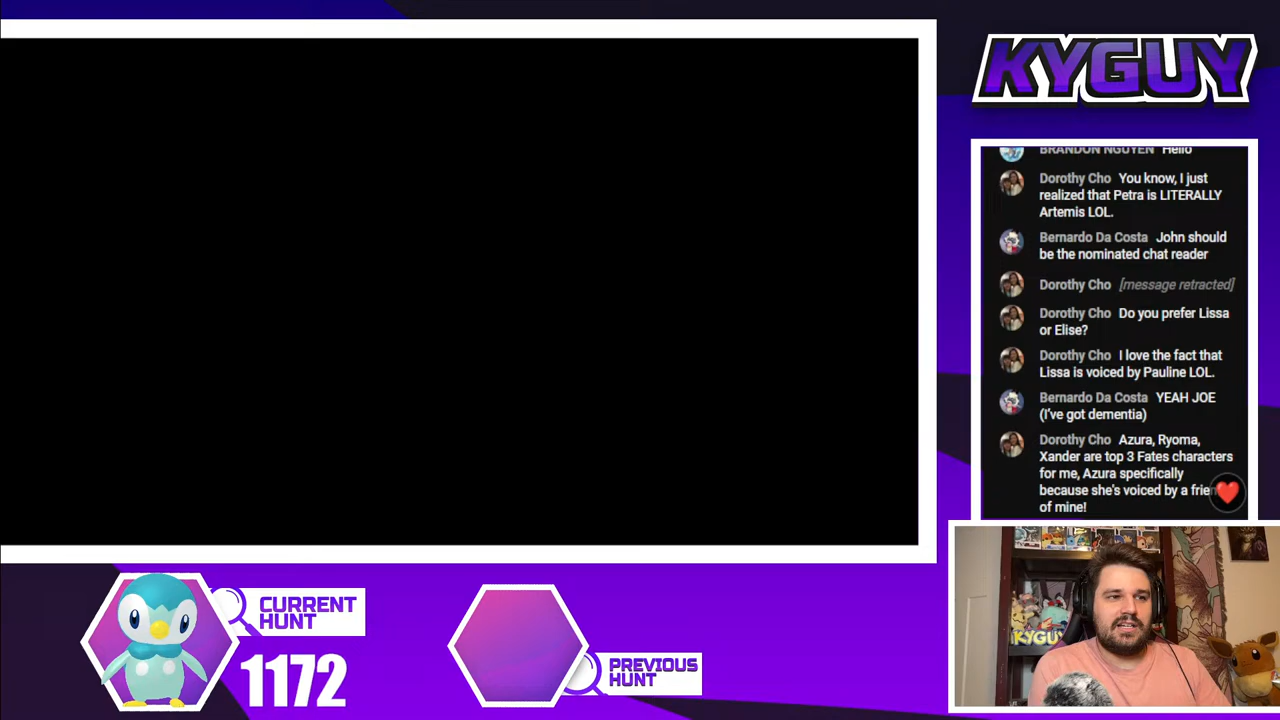 KYGUY
BRANDON NGUYEN Hello
Dorothy Cho You know, I just
realized that Petra is LITERALLY
Artemis LOL.
Bernardo Da Costa John should
be the nominated chat reader
Dorothy Cho [message retracted]
Dorothy Cho Do you prefer Lissa
or Elise?
Dorothy Cho I love the fact that
Lissa is voiced by Pauline LOL.
Bernardo Da Costa YEAH JOE
(I've got dementia)
Dorothy Cho Azura, Ryoma,
Xander are top 3 Fates characters
for me, Azura specifically
because she's voiced by a
of mine!
CURRENT
HUNT
1172
PREVIOUS
HUNT
KYGUY